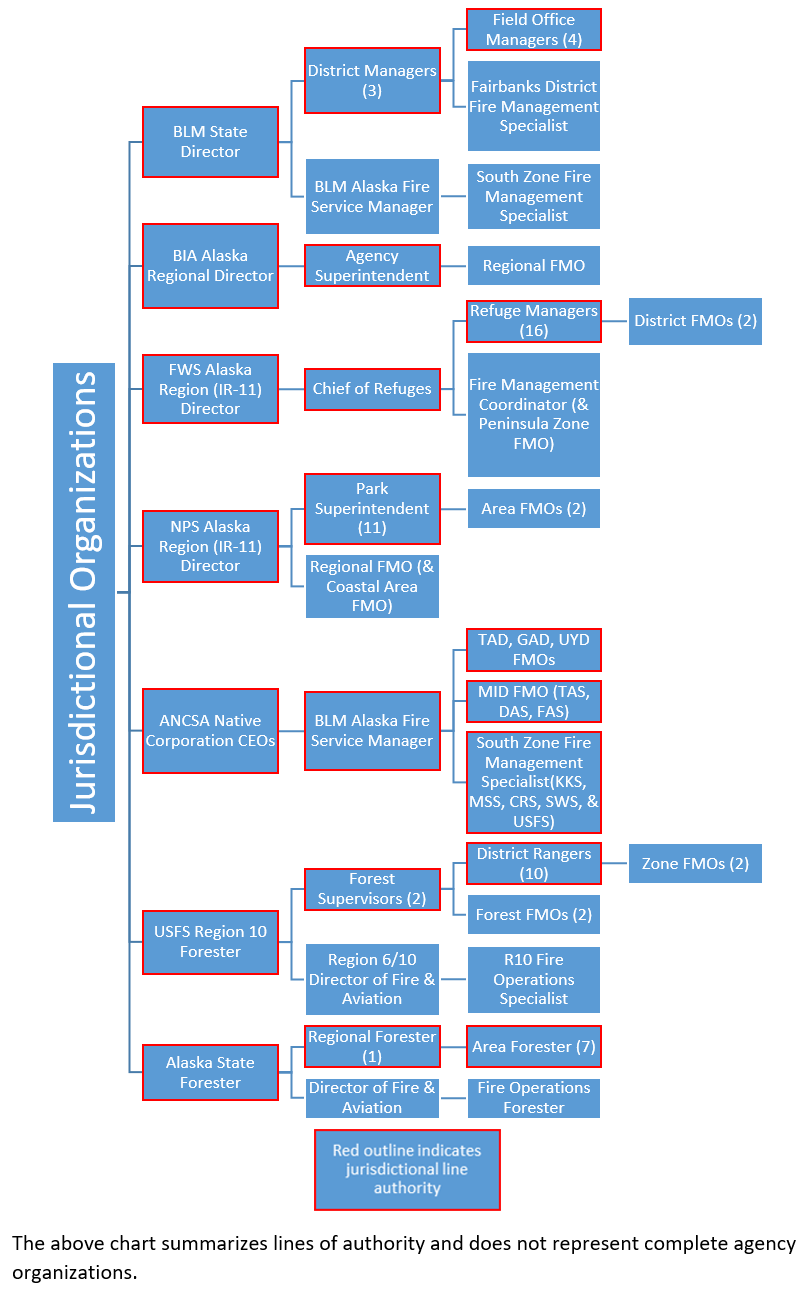 Jurisdictional Organizations
BLM State
Director
District Managers
(3)
Field Office
Managers (4)
Fairbanks District
Fire Management
Specialist
BLM Alaska Fire
Service Manager
South Zone Fire
Management
Specialist
BIA Alaska
Regional Director
Agency
Superintendent
Regional FMO
FWS Alaska
Region (IR-11)
Director
Chief of Refuges
Refuge Managers
(16)
District FMOs (2)
Fire Management
Coordinator (&
Peninsula Zone
FMO)
NPS Alaska
Region (IR-11)
Director
Park
Superintendent
(11)
Area FMOs (2)
Regional FMO (&
Coastal Area
FMO)
ANCSA Native
Corporation CEOs
BLM Alaska Fire
Service Manager
TAD, GAD, UYD
FMOs
MID FMO (TAS,
DAS, FAS)
South Zone Fire
Management
Specialist(KKS,
MSS, CRS, SWS, &
USFS)
USFS Region 10
Forester
Forest
Supervisors (2)
District Rangers
(10)
Zone FMOs (2)
Forest FMOs (2)
Region 6/10
Director of Fire &
Aviation
R10 Fire
Operations
Specialist
Alaska State
Forester
Regional Forester
(1)
Area Forester (7)
Director of Fire &
Aviation
Fire Operations
Forester
Red outline indicates
jurisdictional line
authority
The above chart summarizes lines of authority and does not represent complete agency
organizations.